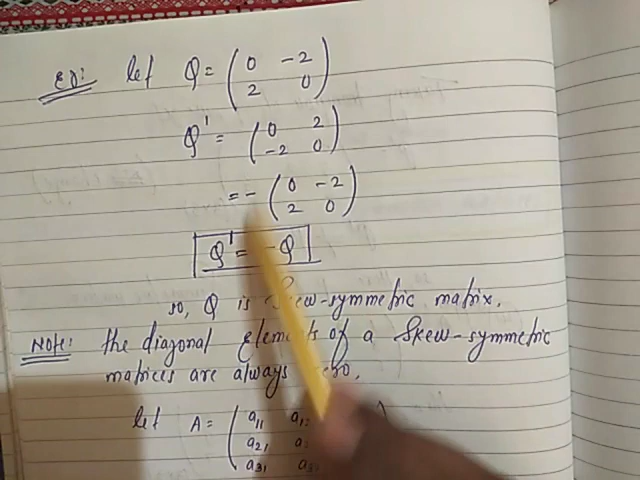 EX: let Q = ( 0 -2
2 0 )
Q' = ( 0 2
-2 0 )
= - ( 0 -2
2 0 )
Q' = -Q
so, Q is Skew-symmetric matrix.
Note: the diagonal elements of a Skew-symmetric
matrices are always zero.
let A = ( a11
a21
a31